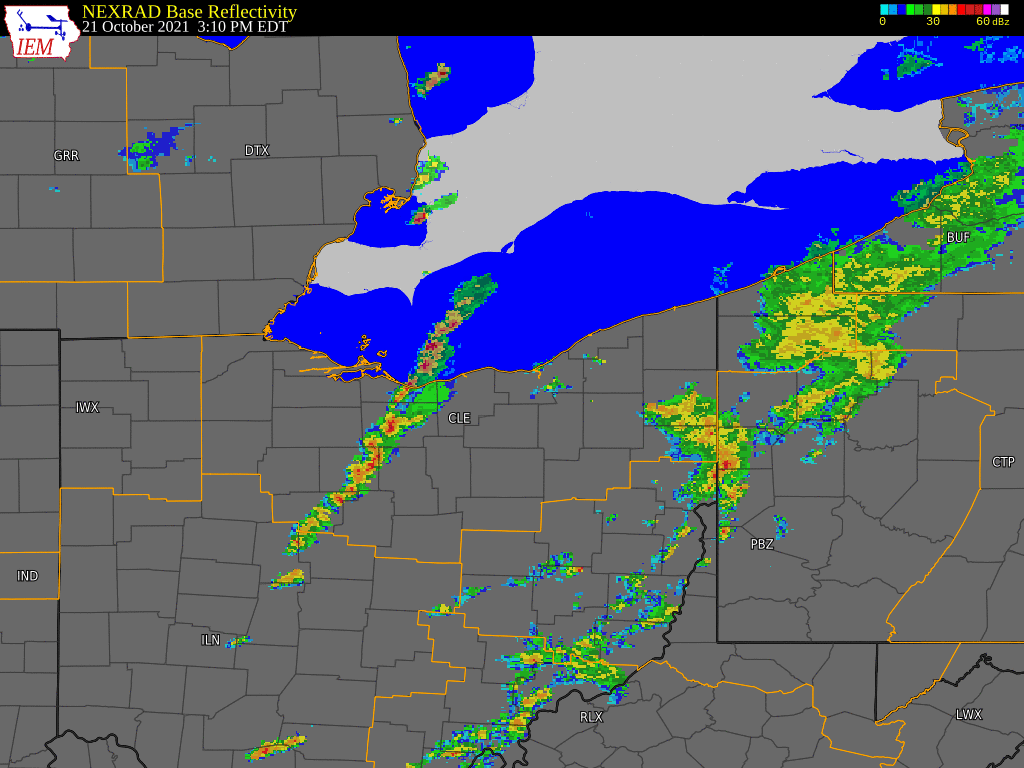 IEM
NEXRAD Base Reflectivity
21 October 2021 3:10 PM EDT
0 30 60 dBz
GRR
DTX
BUF
IWX
CLE
CTP
PBZ
IND
ILN
RLX
LWX